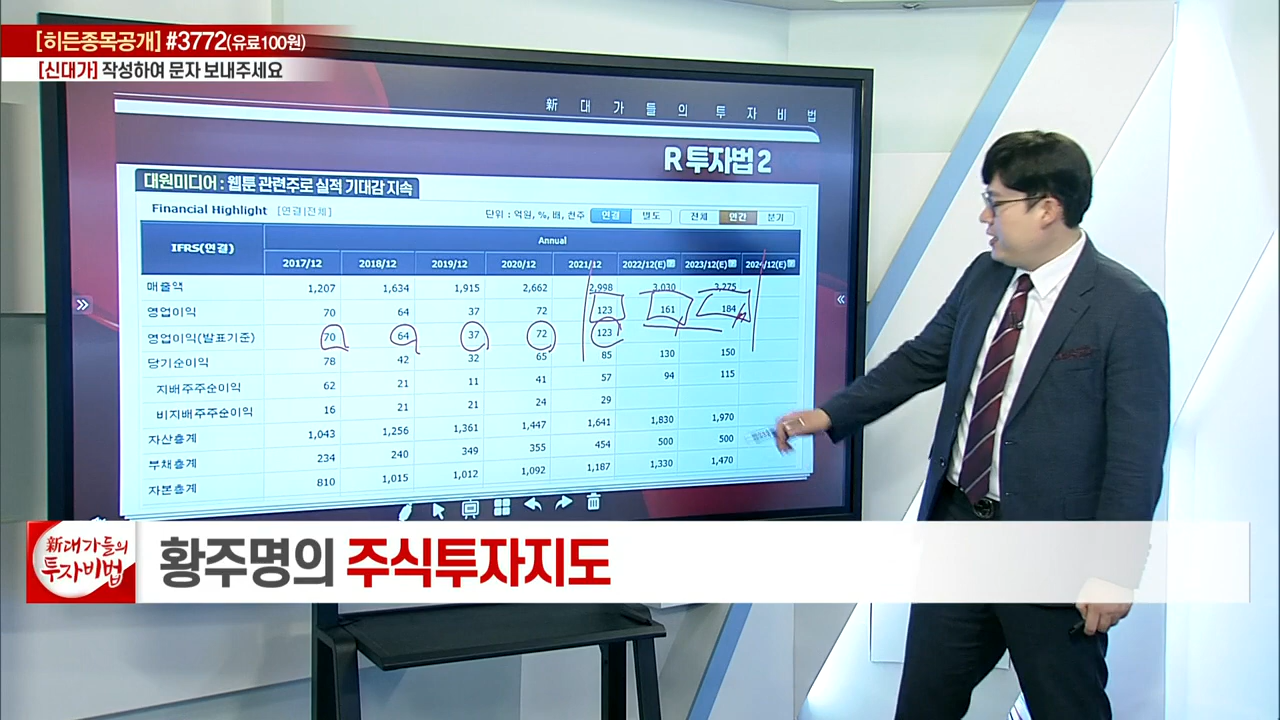 [히든종목공개] #3772(유료100원)
[신대가] 작성하여 문자 보내주세요
新 대 가 들 의 투 자 비 법
R 투자법 2
대원미디어 : 웹툰 관련주로 실적 기대감 지속
Financial Highlight [연결|전체] 단위 : 억원, %, 배, 천주 연결 별도 전체 연간 분기
IFRS(연결) Annual
2017/12 2018/12 2019/12 2020/12 2021/12 2022/12(E) 2023/12(E) 2024/12(E)
매출액 1,207 1,634 1,915 2,662 2,998 3,030 3,275
영업이익 70 64 37 72 123 161 184
영업이익(발표기준) 70 64 37 72 123
당기순이익 78 42 32 65 85 130 150
지배주주순이익 62 21 11 41 57 94 115
비지배주주순이익 16 21 21 24 29
자산총계 1,043 1,256 1,361 1,447 1,641 1,830 1,970
부채총계 234 240 349 355 454 500 500
자본총계 810 1,015 1,012 1,092 1,187 1,330 1,470
新대가들의
투자비법
황주명의 주식투자지도